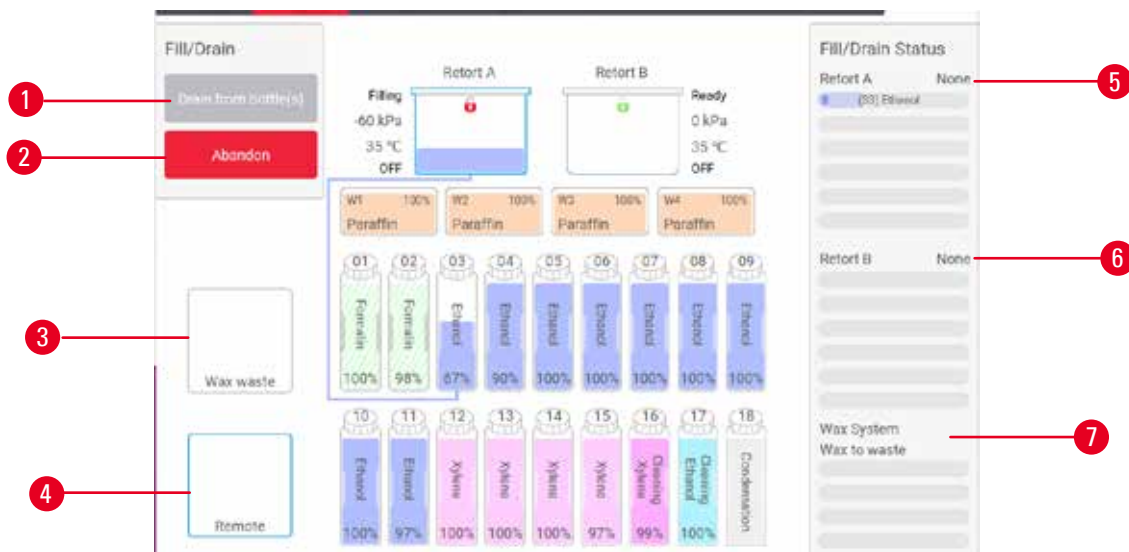 Fill/Drain
Drain from bottle(s)
Abandon
Wax waste
Remote
Retort A
Filling
-60 kPa
35 °C
OFF
Retort B
Ready
0 kPa
35 °C
OFF
W1 100%
Paraffin
W2 100%
Paraffin
W3 100%
Paraffin
W4 100%
Paraffin
01 02 03 04 05 06 07 08 09
Formalin
Formalin
Ethanol
Ethanol
Ethanol
Ethanol
Ethanol
Ethanol
Ethanol
100% 98% 67% 90% 100% 100% 100% 100% 100%
10 11 12 13 14 15 16 17 18
Ethanol
Ethanol
Xylene
Xylene
Xylene
Xylene
Cleaning
Xylene
Cleaning
Ethanol
Condensation
100% 97% 100% 100% 100% 97% 99% 100%
Fill/Drain Status
Retort A None
(S3) Ethanol
Retort B None
Wax System
Wax to waste
1
2
3
4
5
6
7